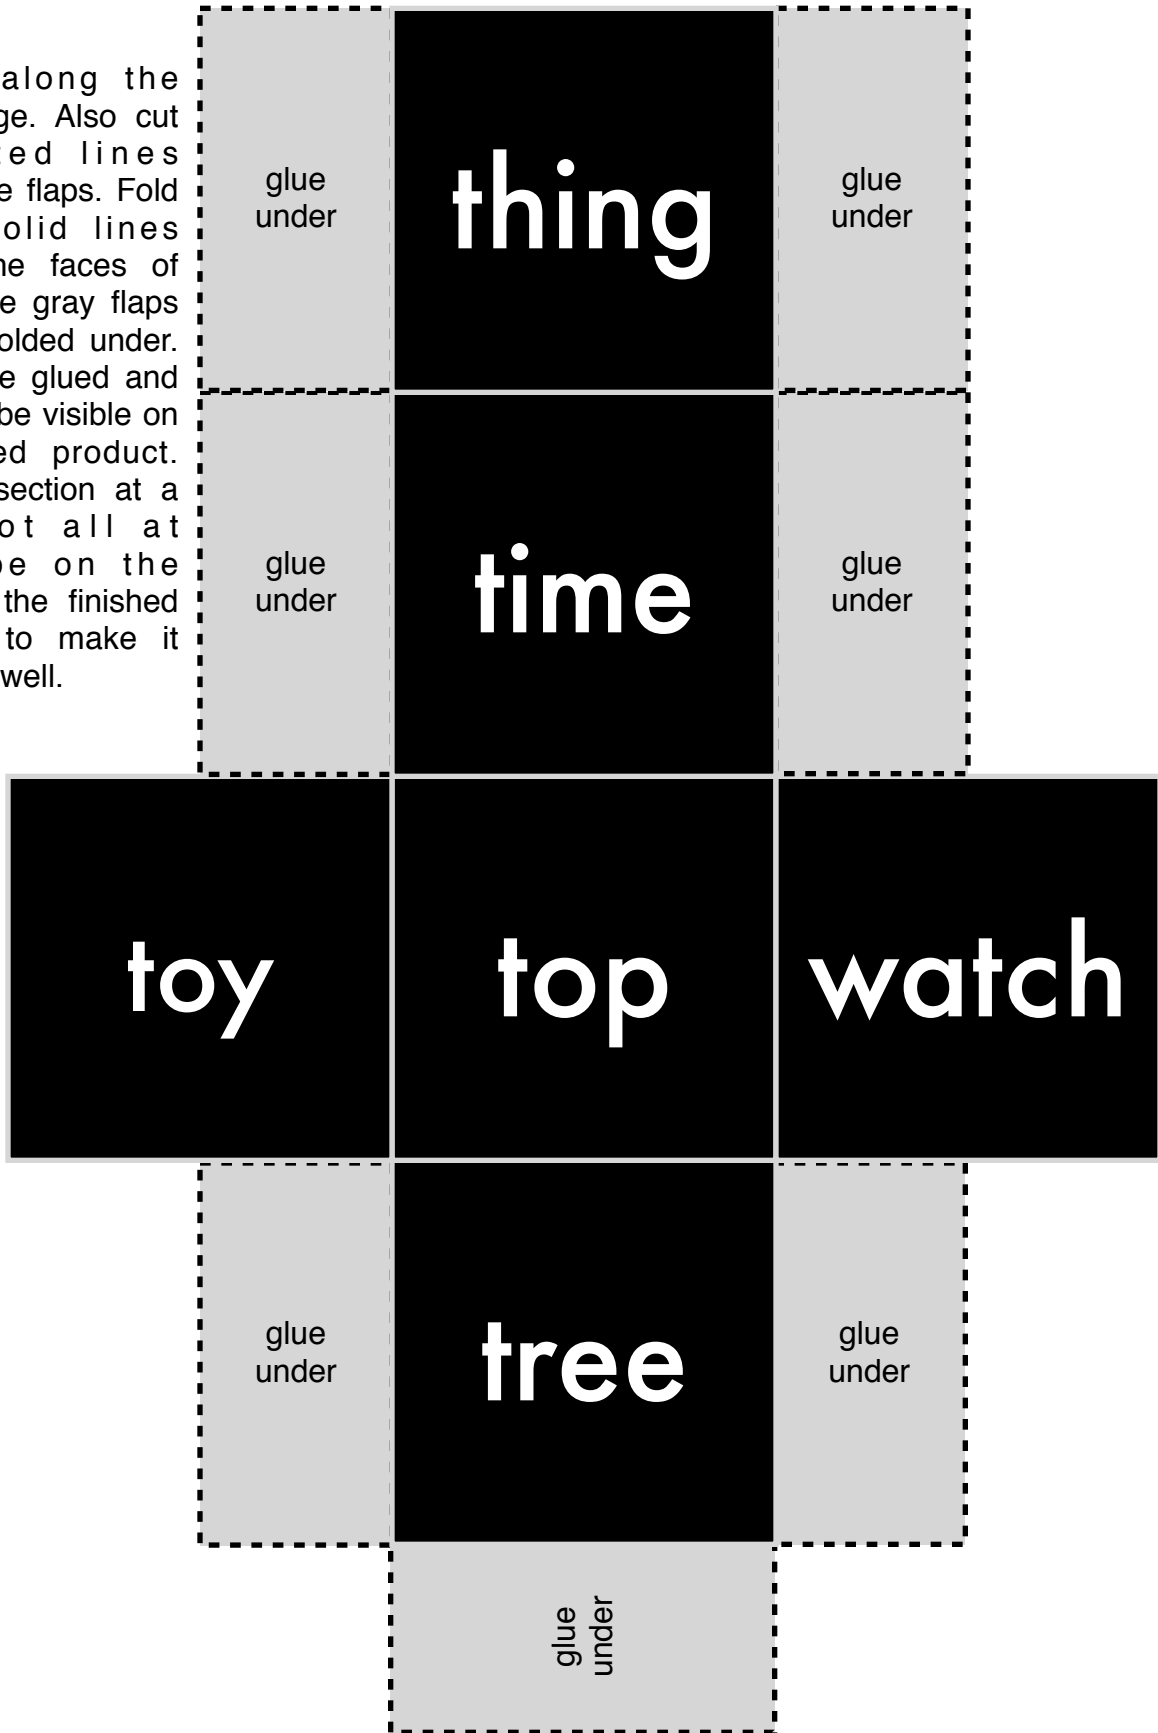 along the
ge. Also cut
ted lines
e flaps. Fold
olid lines
ne faces of
e gray flaps
olded under.
e glued and
be visible on
ed product.
section at a
ot all at
be on the
the finished
to make it
well.
glue
under
thing
glue
under
glue
under
time
glue
under
toy
top
watch
glue
under
tree
glue
under
glue
under